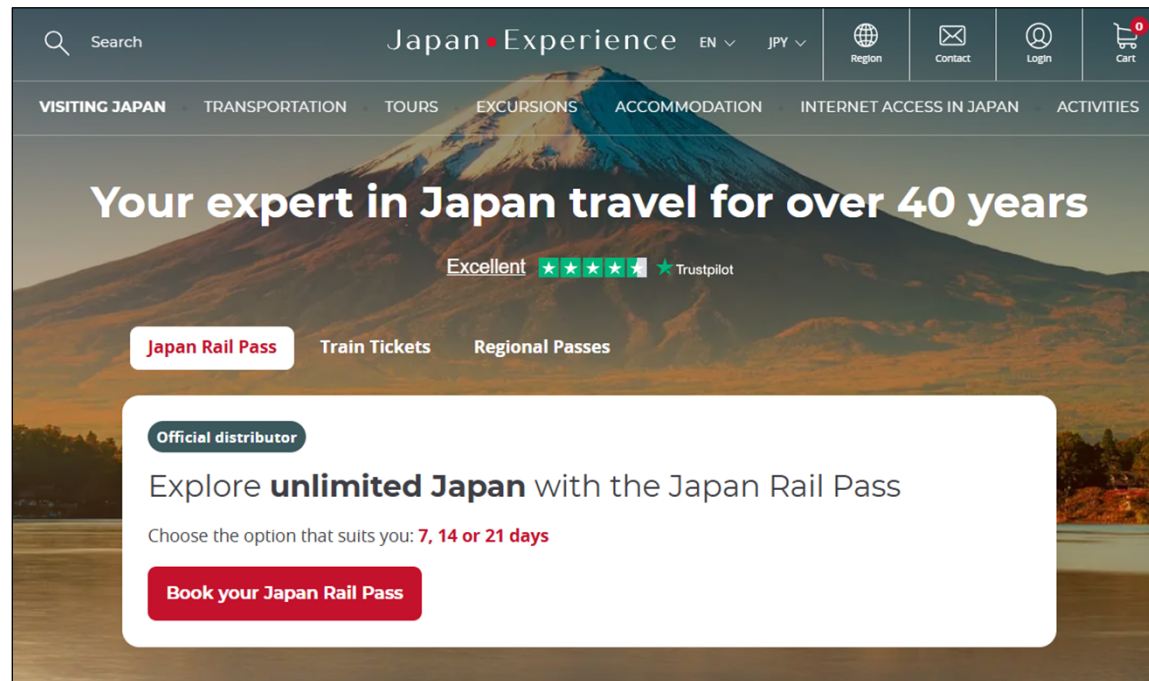 Search
Japan•Experience
EN
JPY
Region
Contact
Login
0
Cart
VISITING JAPAN
TRANSPORTATION
TOURS
EXCURSIONS
ACCOMMODATION
INTERNET ACCESS IN JAPAN
ACTIVITIES
Your expert in Japan travel for over 40 years
Excellent Trustpilot
Japan Rail Pass
Train Tickets
Regional Passes
Official distributor
Explore unlimited Japan with the Japan Rail Pass
Choose the option that suits you: 7, 14 or 21 days
Book your Japan Rail Pass